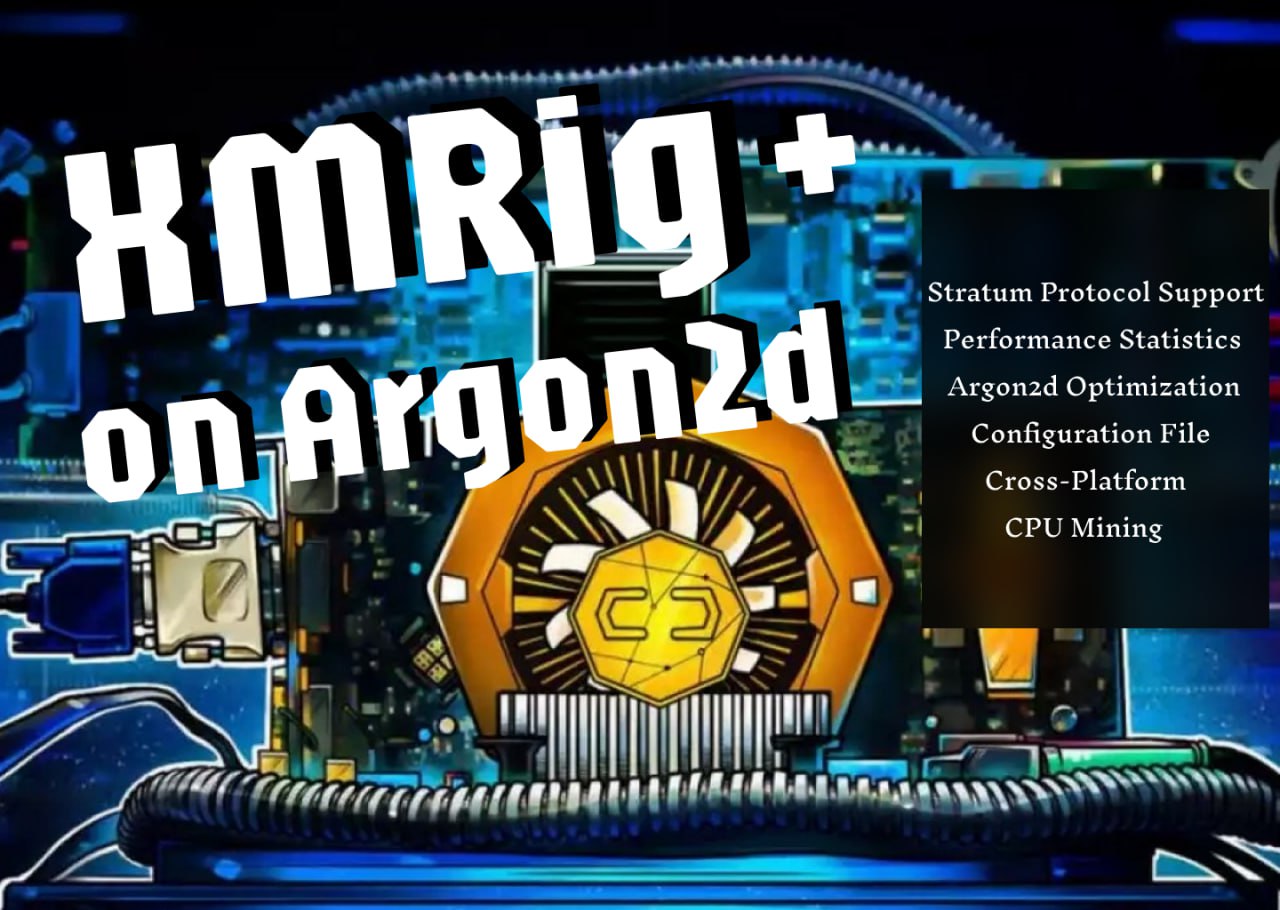 XMRig +
on Argon2d
Stratum Protocol Support
Performance Statistics
Argon2d Optimization
Configuration File
Cross-Platform
CPU Mining